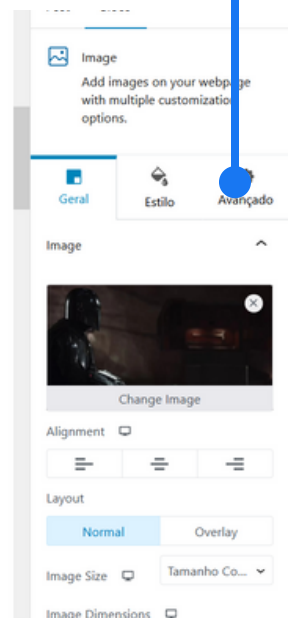 Image
Add images on your webpage
with multiple customization
options.
Geral
Estilo
Avançado
Image
Change Image
Alignment
Layout
Normal
Overlay
Image Size
Tamanho Co...
Image Dimensions